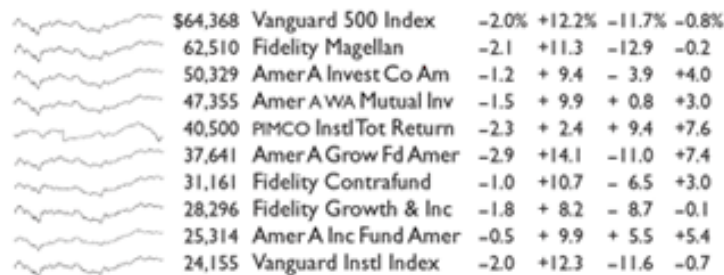 $64,368 Vanguard 500 Index −2.0% +12.2% −11.7% −0.8%
62,510 Fidelity Magellan −2.1 +11.3 −12.9 −0.2
50,329 Amer A Invest Co Am −1.2 + 9.4 − 3.9 +4.0
47,355 Amer A WA Mutual Inv −1.5 + 9.9 + 0.8 +3.0
40,500 PIMCO Instl Tot Return −2.3 + 2.4 + 9.4 +7.6
37,641 Amer A Grow Fd Amer −2.9 +14.1 −11.0 +7.4
31,161 Fidelity Contrafund −1.0 +10.7 − 6.5 +3.0
28,296 Fidelity Growth & Inc −1.8 + 8.2 − 8.7 −0.1
25,314 Amer A Inc Fund Amer −0.5 + 9.9 + 5.5 +5.4
24,155 Vanguard Instl Index −2.0 +12.3 −11.6 −0.7